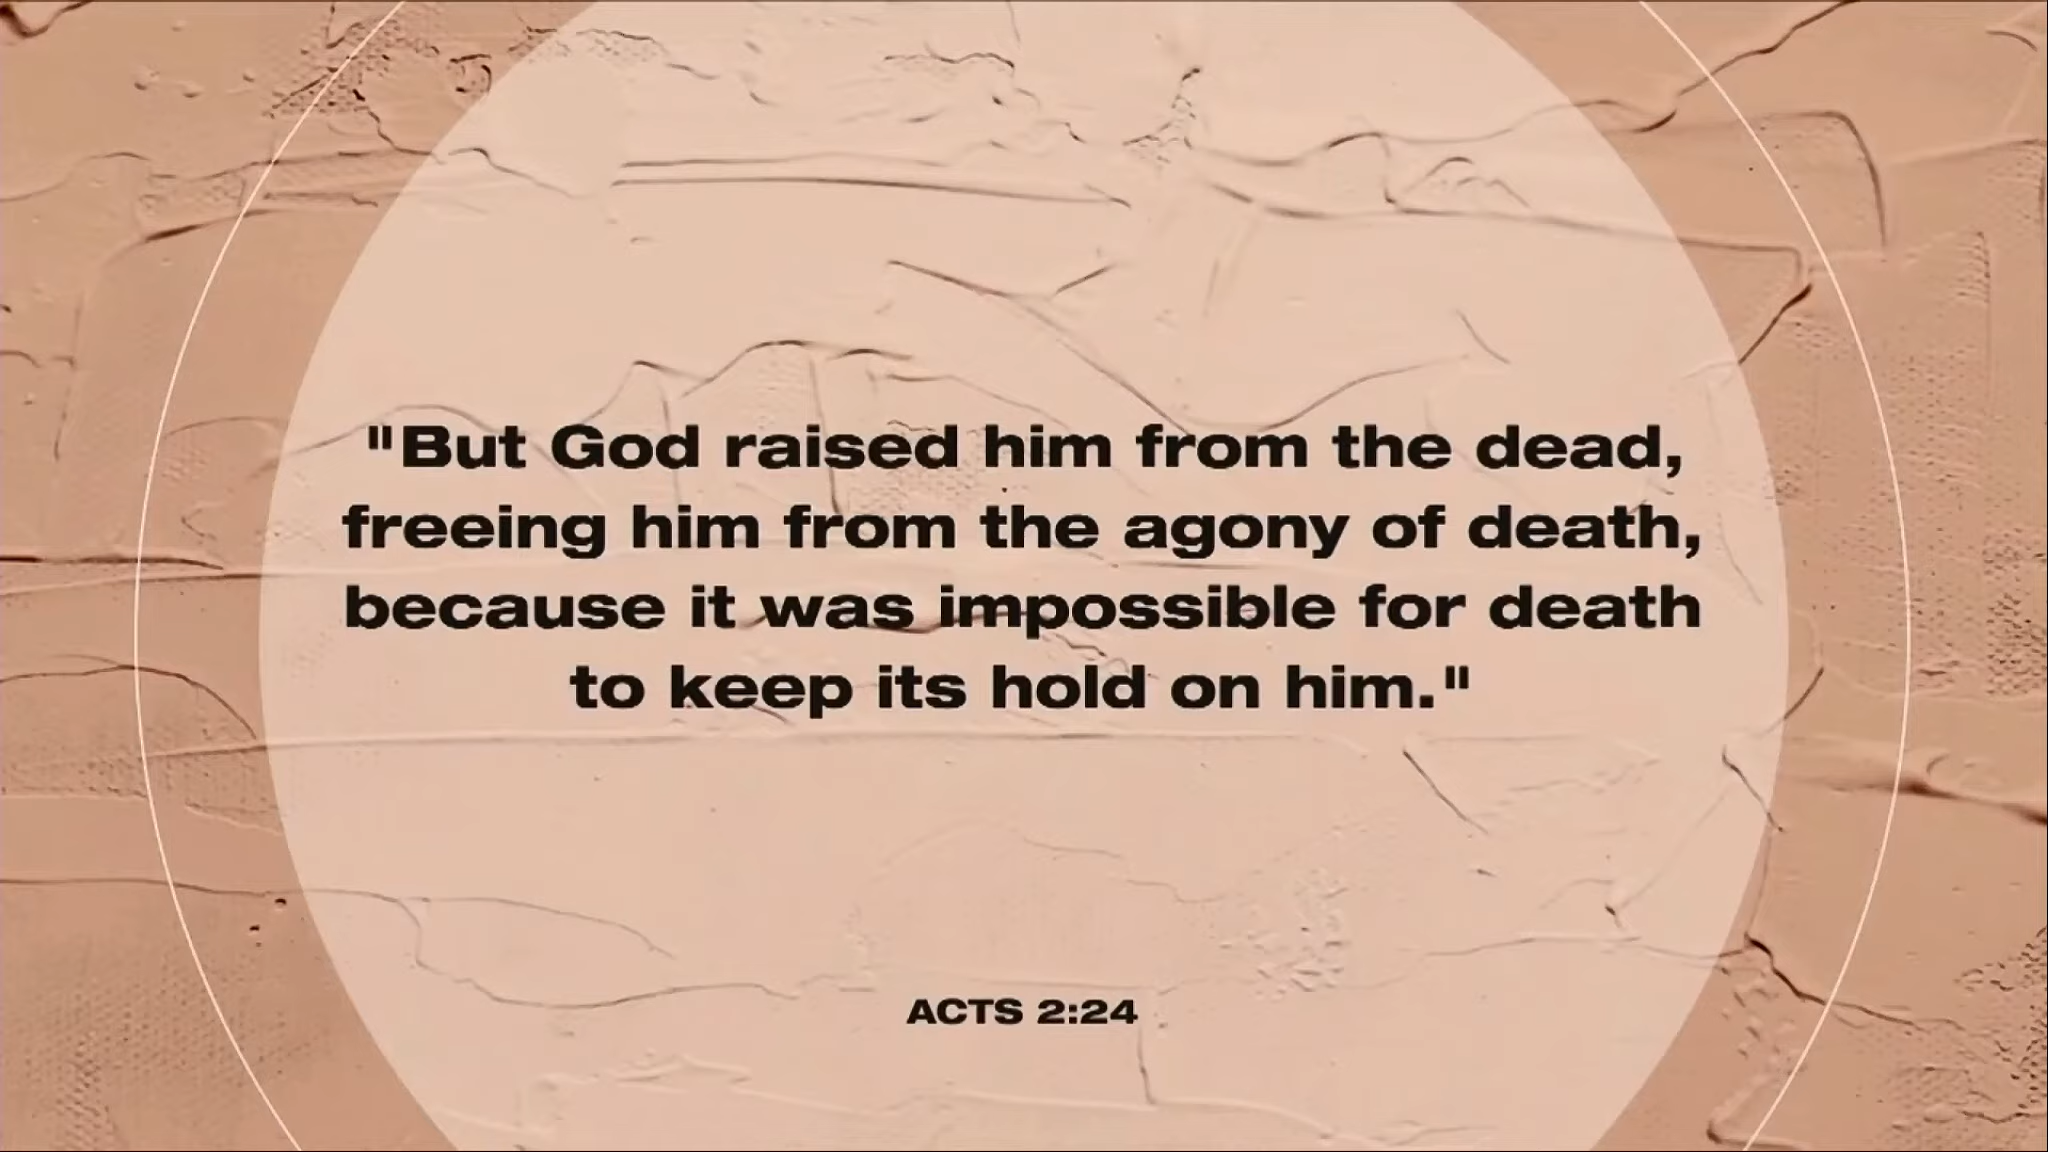 "But God raised him from the dead,
freeing him from the agony of death,
because it was impossible for death
to keep its hold on him."
ACTS 2:24